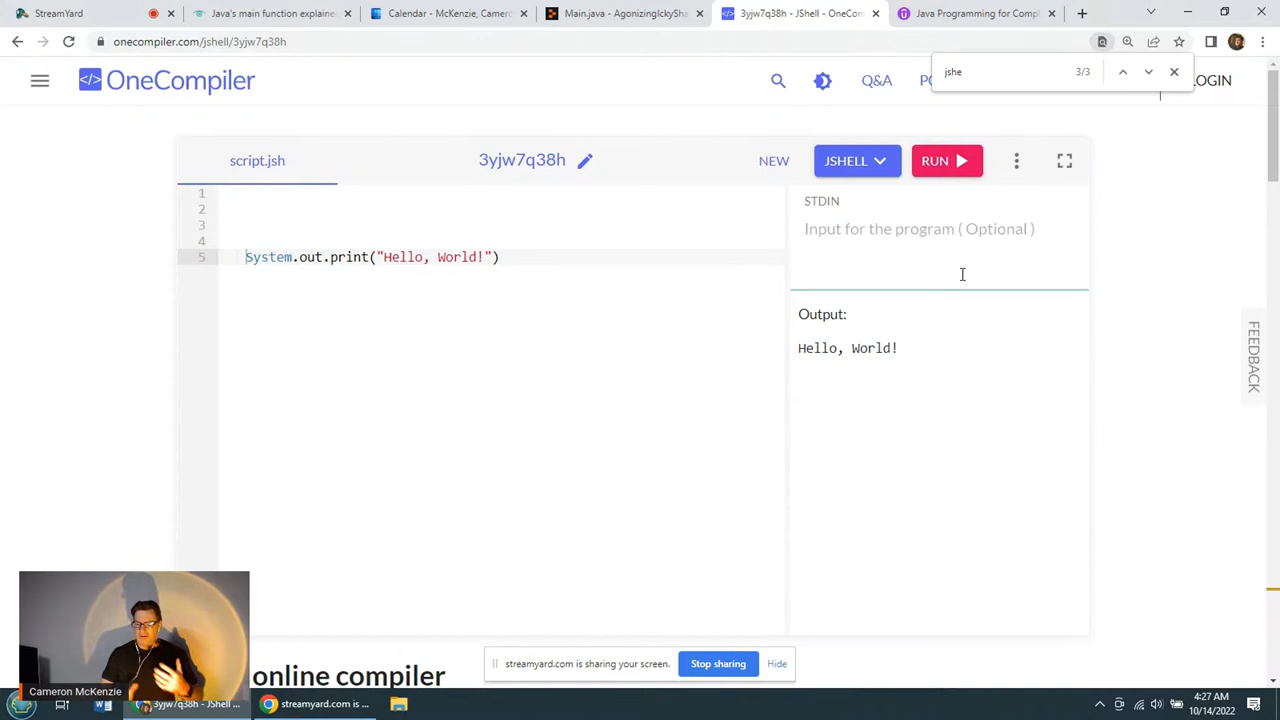 StreamYard
Java's main function explaine
Calendar - McKenzie, Camero
Main.java - AgonizingIckySha
3yjw7q38h - JShell - OneCom
Java Programming for Compl
onecompiler.com/jshell/3yjw7q38h
jshe
3/3
</> OneCompiler
Q&A
LOGIN
script.jsh
3yjw7q38h
NEW
JSHELL
RUN
STDIN
Input for the program ( Optional )
1
2
3
4
5
System.out.print("Hello, World!")
Output:
Hello, World!
FEEDBACK
Cameron McKenzie
streamyard.com is sharing your screen.
Stop sharing
Hide
online compiler
3yjw7q38h - JShell ...
streamyard.com is ...
4:27 AM
10/14/2022